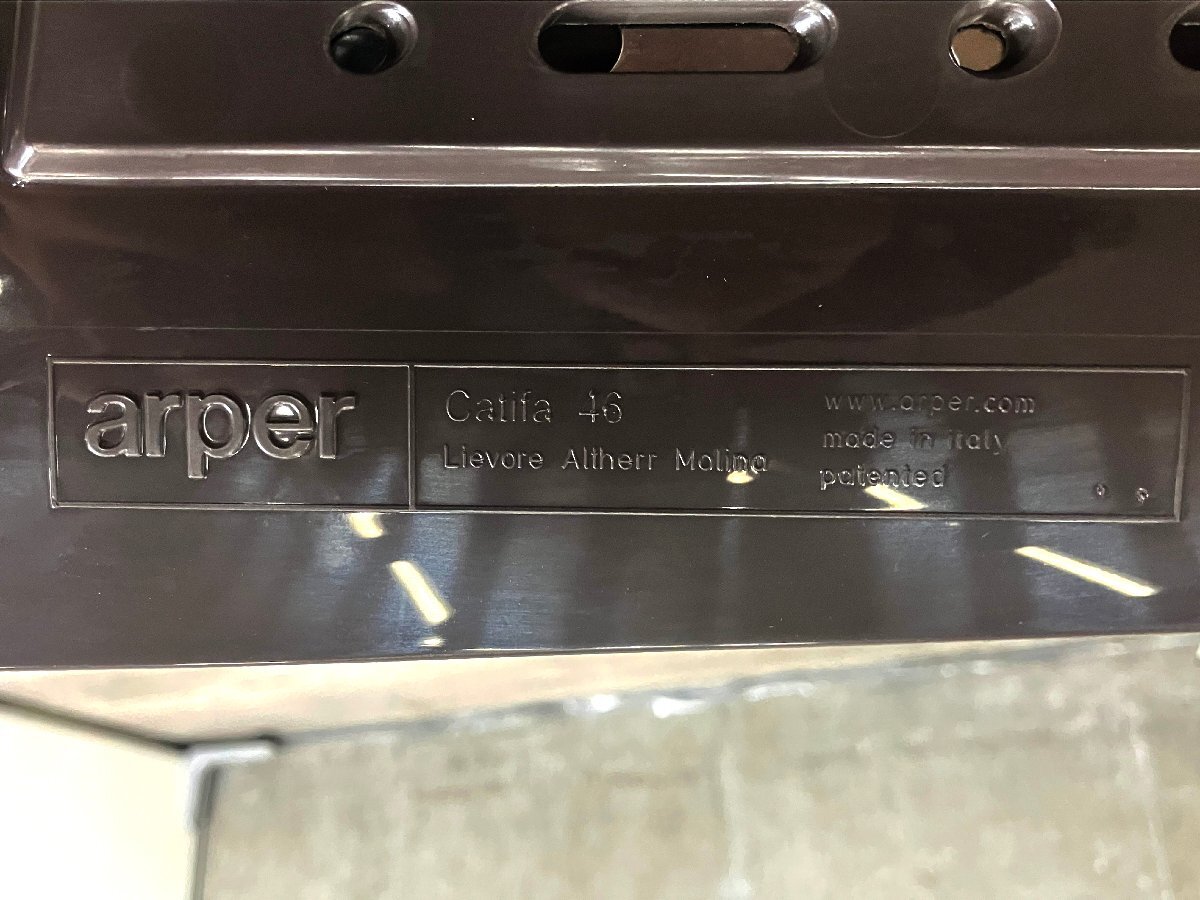 arper
Catifa 46
Lievore Altherr Molina
www.arper.com
made in italy
patented